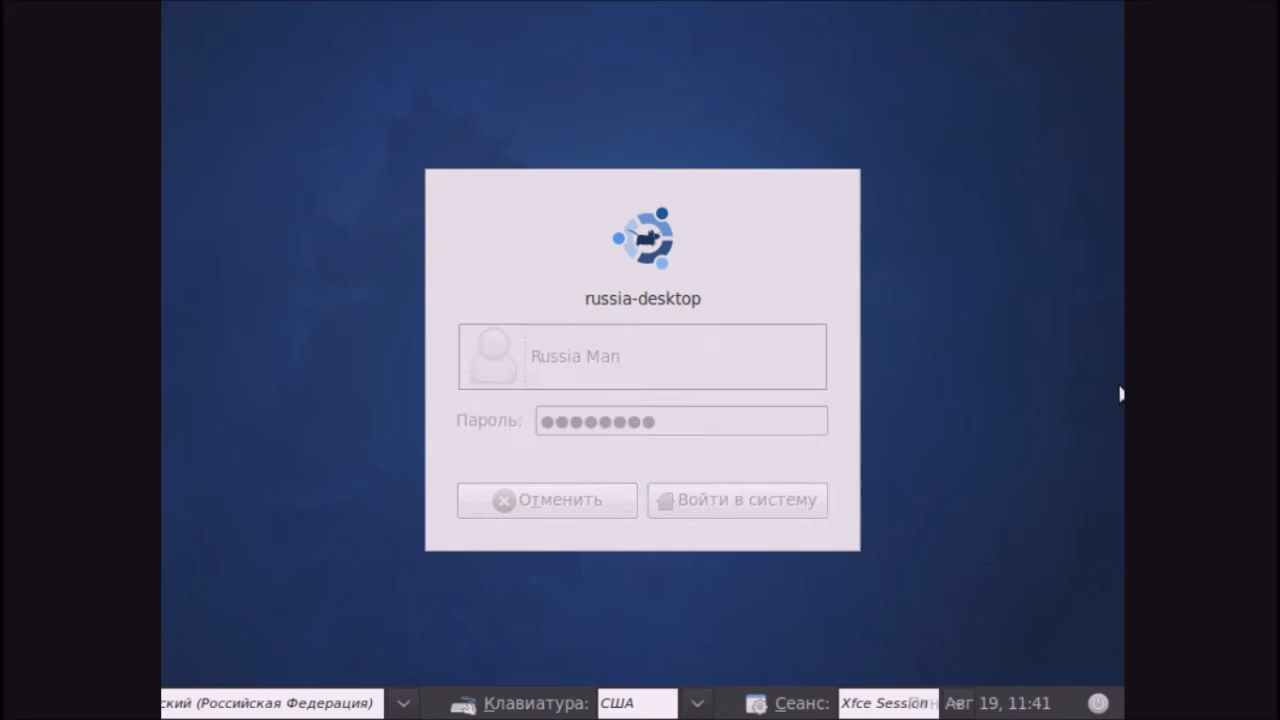 russia-desktop
Russia Man
Пароль:
Отменить
Войти в систему
ский (Российская Федерация)
Клавиатура:
США
Сеанс:
Xfce Session
Пн Авг 19, 11:41